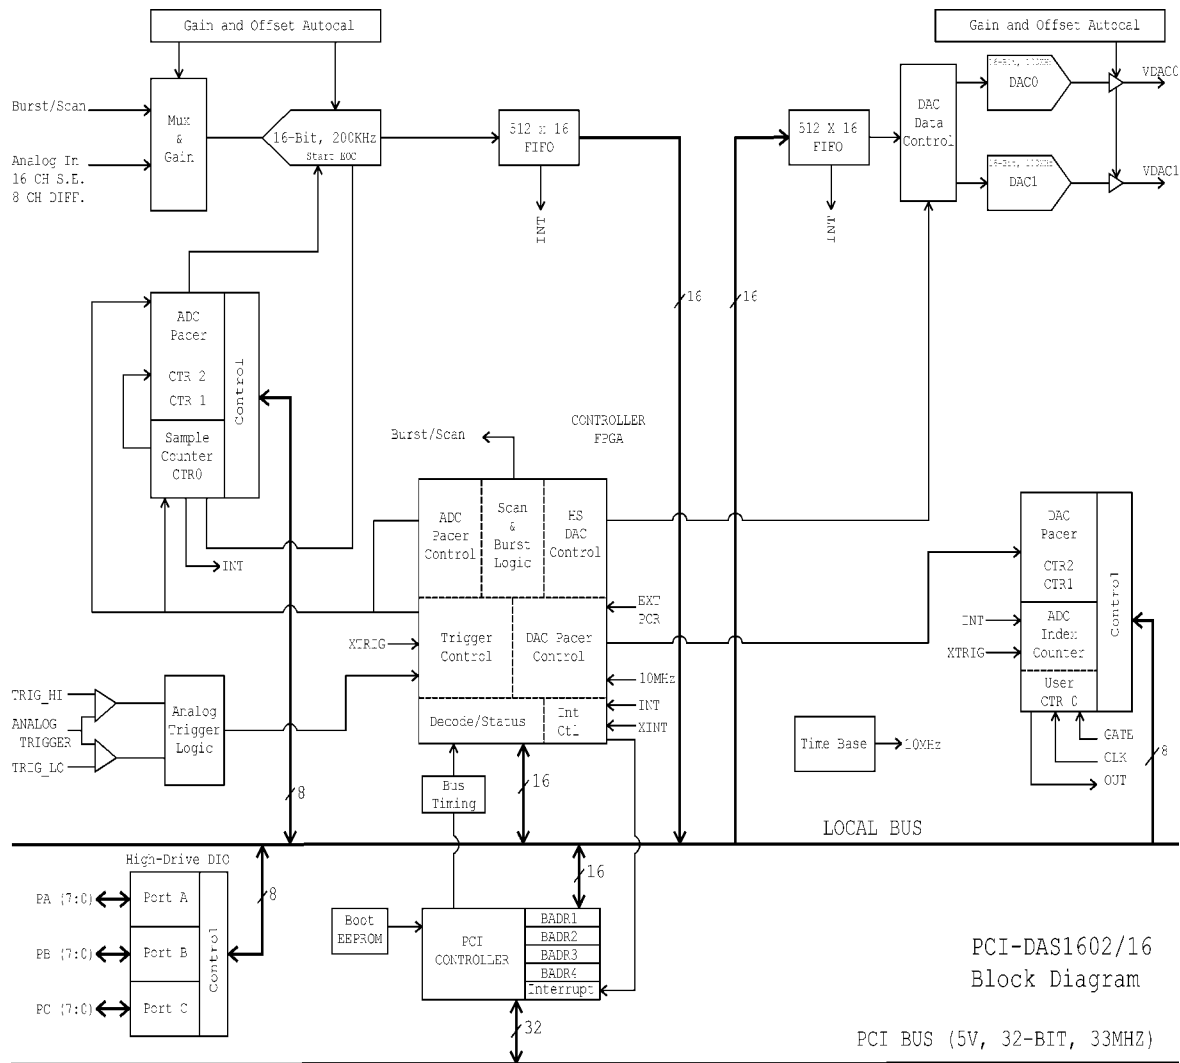 Gain and Offset Autocal
Gain and Offset Autocal
Burst/Scan
Mux
&
Gain
Analog In
16 CH S.E.
8 CH DIFF.
16-Bit, 200KHz
Start EOC
512 x 16
FIFO
INT
512 X 16
FIFO
INT
DAC
Data
Control
DAC0
VDAC0
DAC1
VDAC1
16
16
ADC
Pacer
CTR 2
CTR 1
Control
Sample
Counter
CTR0
INT
Burst/Scan
CONTROLLER
FPGA
ADC
Pacer
Control
Scan
&
Burst
Logic
HS
DAC
Control
EXT
PCR
XTRIG
Trigger
Control
DAC Pacer
Control
10MHz
INT
XINT
Decode/Status
Int
Ctl
DAC
Pacer
CTR2
CTR1
Control
INT
XTRIG
ADC
Index
Counter
User
CTR 0
GATE
CLK
OUT
8
TRIG_HI
ANALOG
TRIGGER
TRIG_LO
Analog
Trigger
Logic
Time Base
10MHz
8
Bus
Timing
16
LOCAL BUS
High-Drive DIO
PA (7:0)
Port A
PB (7:0)
Port B
PC (7:0)
Port C
Control
8
Boot
EEPROM
PCI
CONTROLLER
16
BADR1
BADR2
BADR3
BADR4
Interrupt
32
PCI-DAS1602/16
Block Diagram
PCI BUS (5V, 32-BIT, 33MHZ)